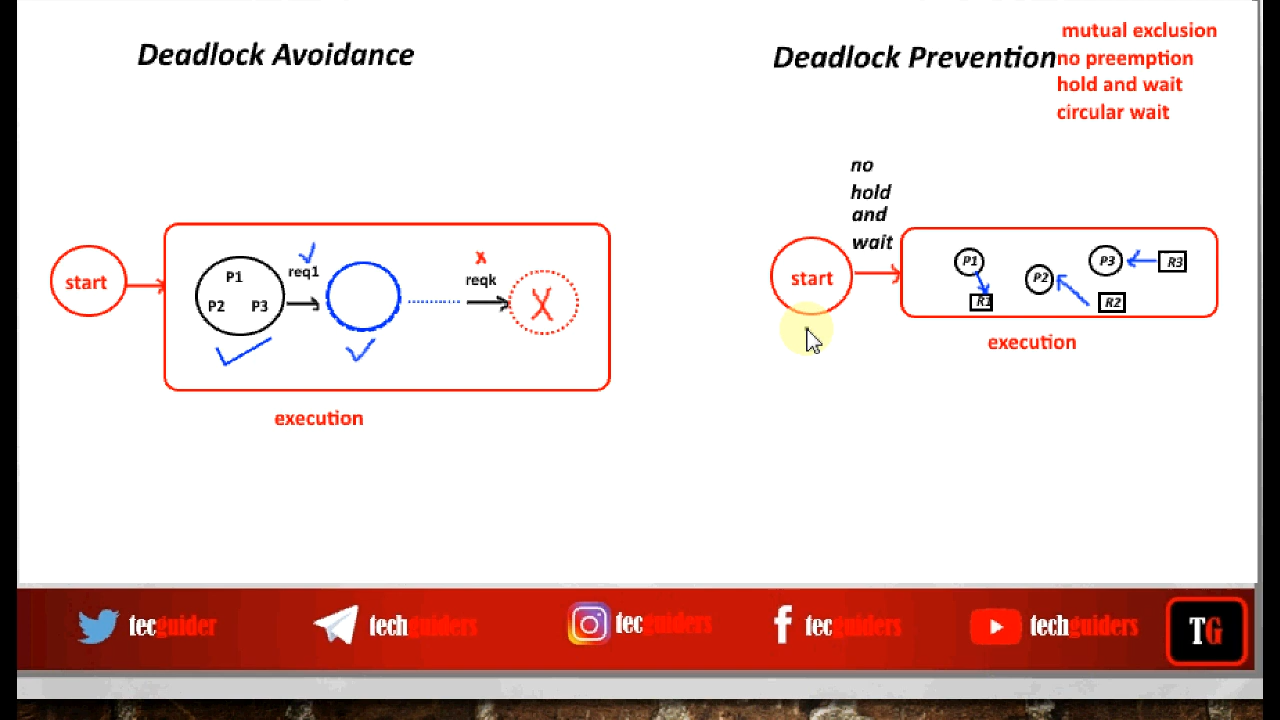 Deadlock Avoidance
Deadlock Prevention
mutual exclusion
no preemption
hold and wait
circular wait
no
hold
and
wait
start
P1
P2 P3
req1
reqk
X
X
execution
start
P1
R1
P2
P3
R3
R2
execution
tecguider
techguiders
tecguiders
tecguiders
techguiders
TG